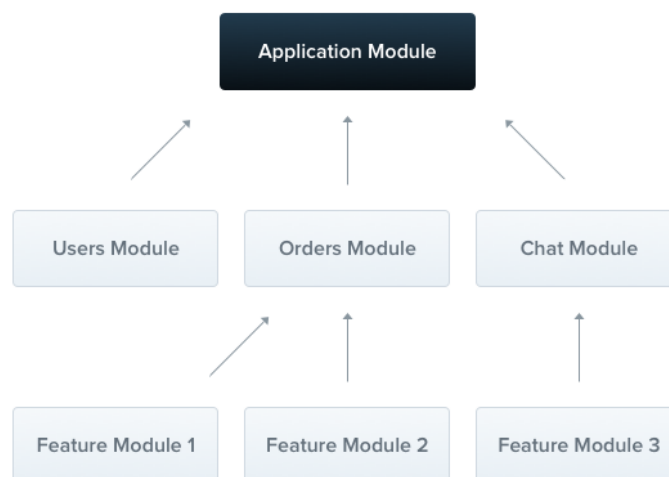 Application Module
Users Module
Orders Module
Chat Module
Feature Module 1
Feature Module 2
Feature Module 3